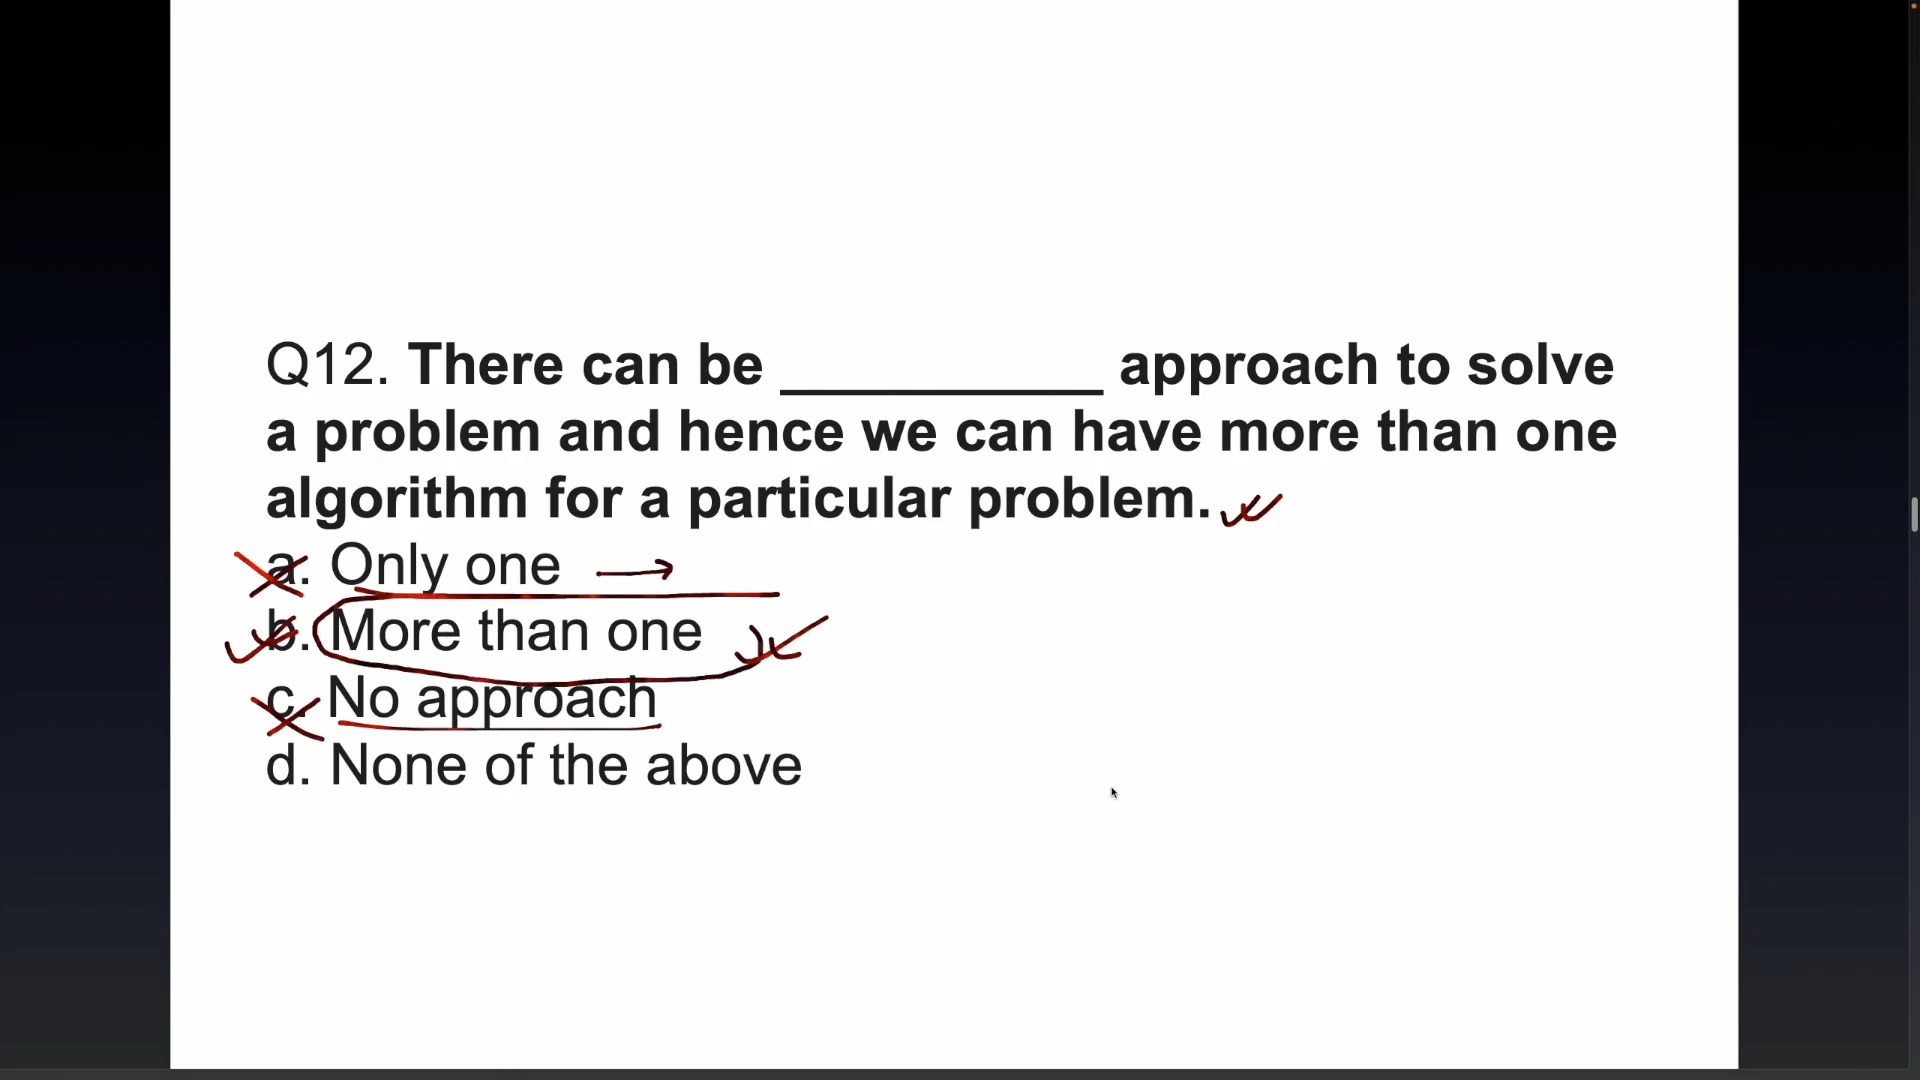 Q12. There can be ___________ approach to solve
a problem and hence we can have more than one
algorithm for a particular problem.
a. Only one
b. More than one
c. No approach
d. None of the above